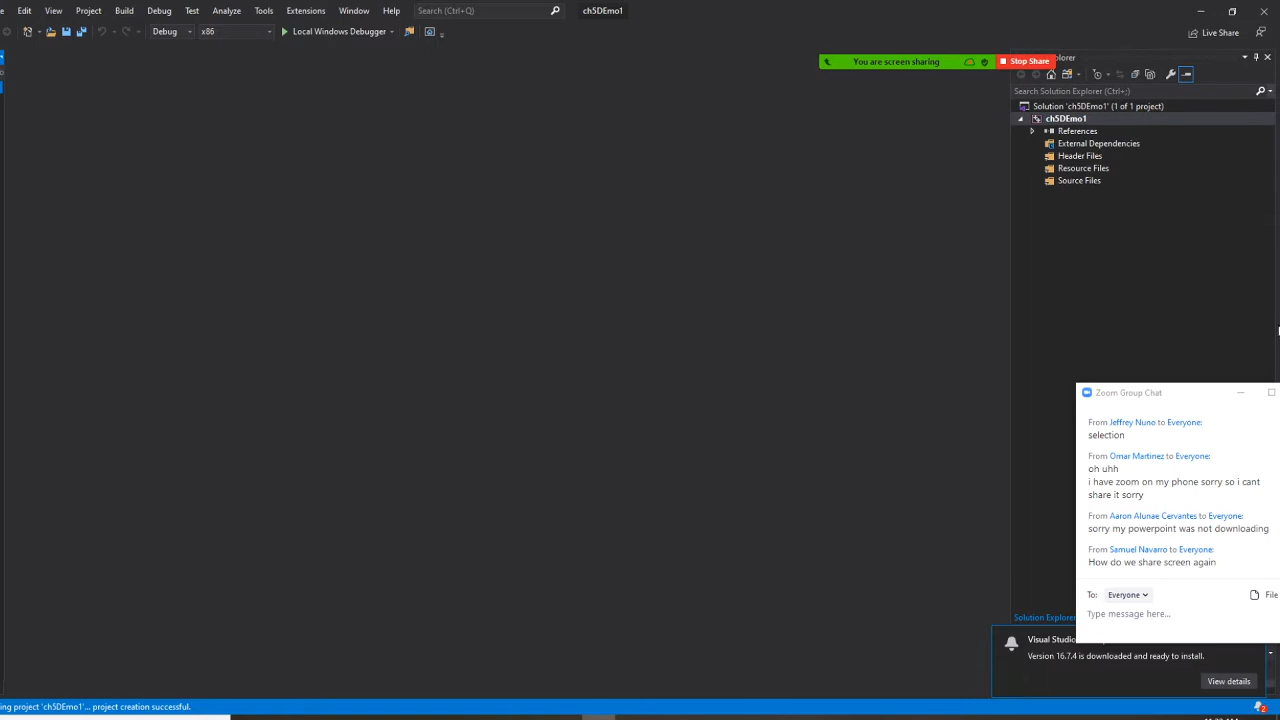 Edit View Project Build Debug Test Analyze Tools Extensions Window Help Search (Ctrl+Q) ch5DEmo1
Debug x86 Local Windows Debugger Live Share
You are screen sharing Stop Share
Search Solution Explorer (Ctrl+;)
Solution 'ch5DEmo1' (1 of 1 project)
ch5DEmo1
References
External Dependencies
Header Files
Resource Files
Source Files
Zoom Group Chat
From Jeffrey Nuno to Everyone:
selection
From Omar Martinez to Everyone:
oh uhh
i have zoom on my phone sorry so i cant
share it sorry
From Aaron Alunae Cervantes to Everyone:
sorry my powerpoint was not downloading
From Samuel Navarro to Everyone:
How do we share screen again
To: Everyone File
Type message here...
Solution Explorer
Visual Studio
Version 16.7.4 is downloaded and ready to install.
View details
project 'ch5DEmo1'... project creation successful.
2